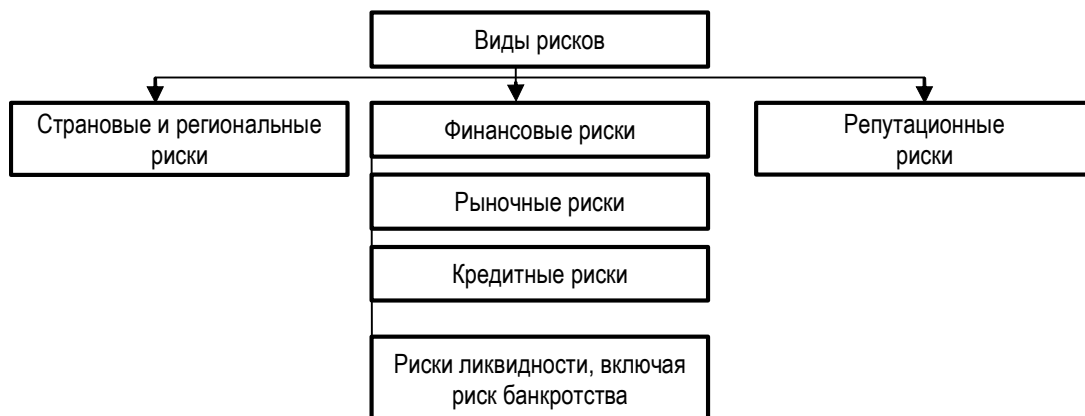 Виды рисков
Страновые и региональные
риски
Финансовые риски
Репутационные
риски
Рыночные риски
Кредитные риски
Риски ликвидности, включая
риск банкротства